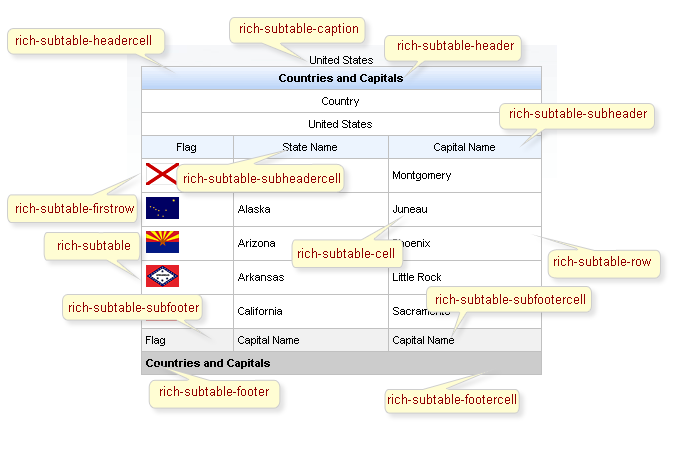 rich-subtable-caption
rich-subtable-headercell
rich-subtable-header
United States
Countries and Capitals
Country
rich-subtable-subheader
United States
Flag State Name Capital Name
Montgomery
rich-subtable-subheadercell
rich-subtable-firstrow
Alaska Juneau
rich-subtable
Arizona
rich-subtable-cell
rich-subtable-row
Arkansas Little Rock
rich-subtable-subfootercell
rich-subtable-subfooter
California
Flag Capital Name Capital Name
Countries and Capitals
rich-subtable-footer
rich-subtable-footercell